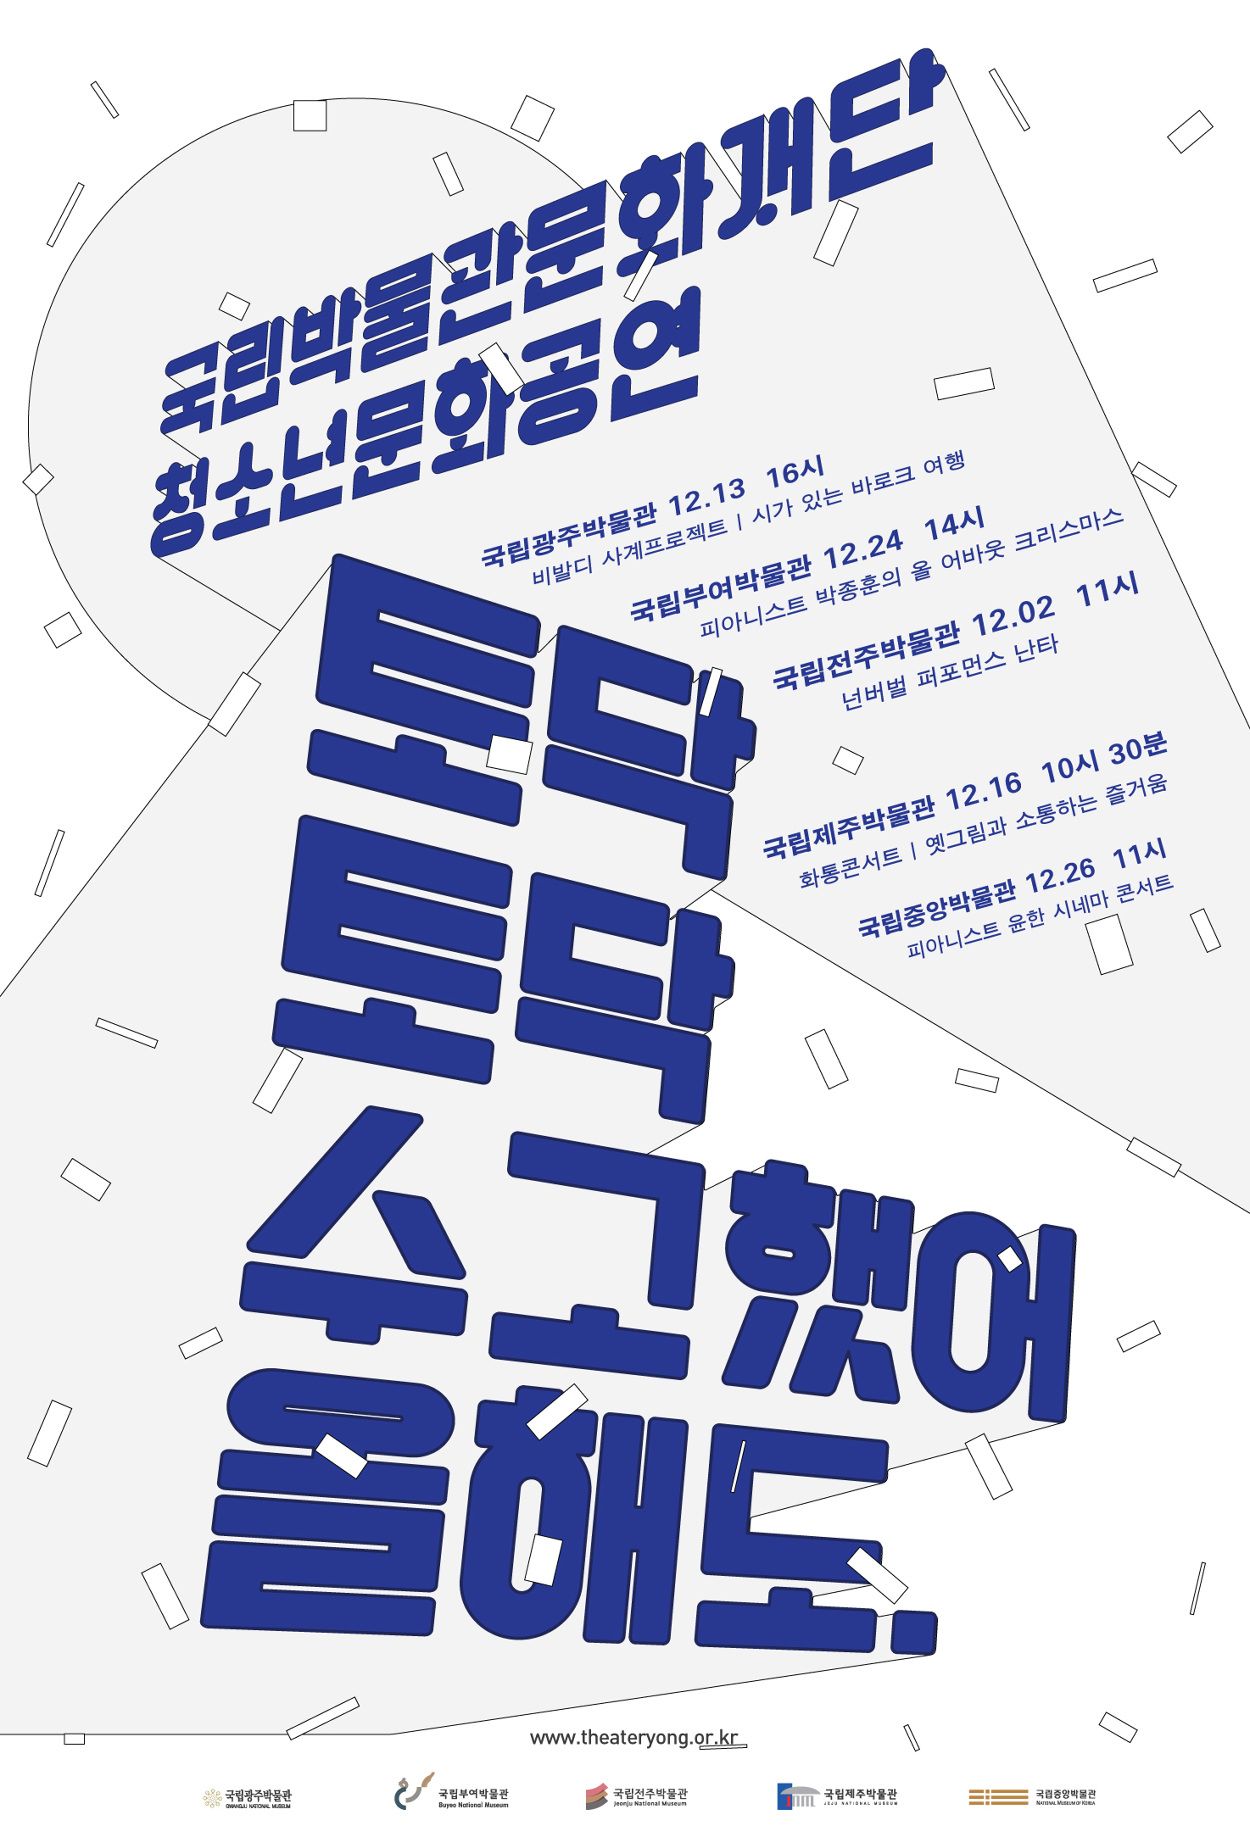 국립박물관문화재단
청소년문화공연
국립광주박물관 12.13 16시
비발디 사계프로젝트 | 시가 있는 바로크 여행
국립부여박물관 12.24 14시
피아니스트 박종훈의 올 어바웃 크리스마스
국립전주박물관 12.02 11시
넌버벌 퍼포먼스 난타
국립제주박물관 12.16 10시 30분
화통콘서트 | 옛그림과 소통하는 즐거움
국립중앙박물관 12.26 11시
피아니스트 윤한 시네마 콘서트
토닥
토닥
수고했어
올해도.
www.theateryong.or.kr
국립광주박물관
GWANGJU NATIONAL MUSEUM
국립부여박물관
Buyeo National Museum
국립전주박물관
Jeonju National Museum
국립제주박물관
JEJU NATIONAL MUSEUM
국립중앙박물관
NATIONAL MUSEUM OF KOREA